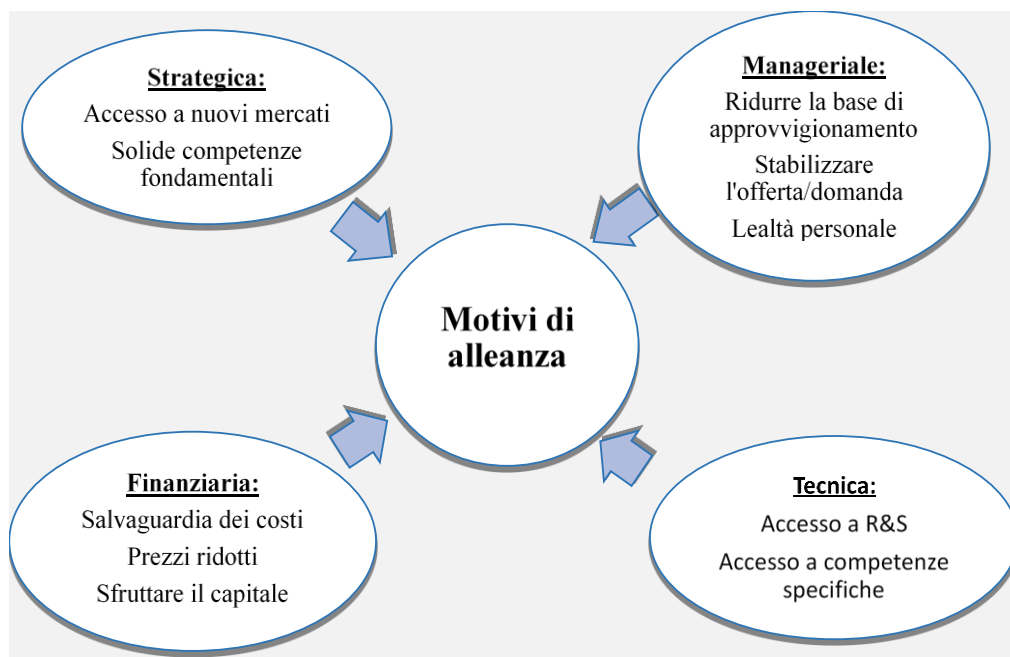 Strategica:
Accesso a nuovi mercati
Solide competenze
fondamentali
Manageriale:
Ridurre la base di
approvvigionamento
Stabilizzare
l'offerta/domanda
Lealtà personale
Motivi di
alleanza
Finanziaria:
Salvaguardia dei costi
Prezzi ridotti
Sfruttare il capitale
Tecnica:
Accesso a R&S
Accesso a competenze
specifiche